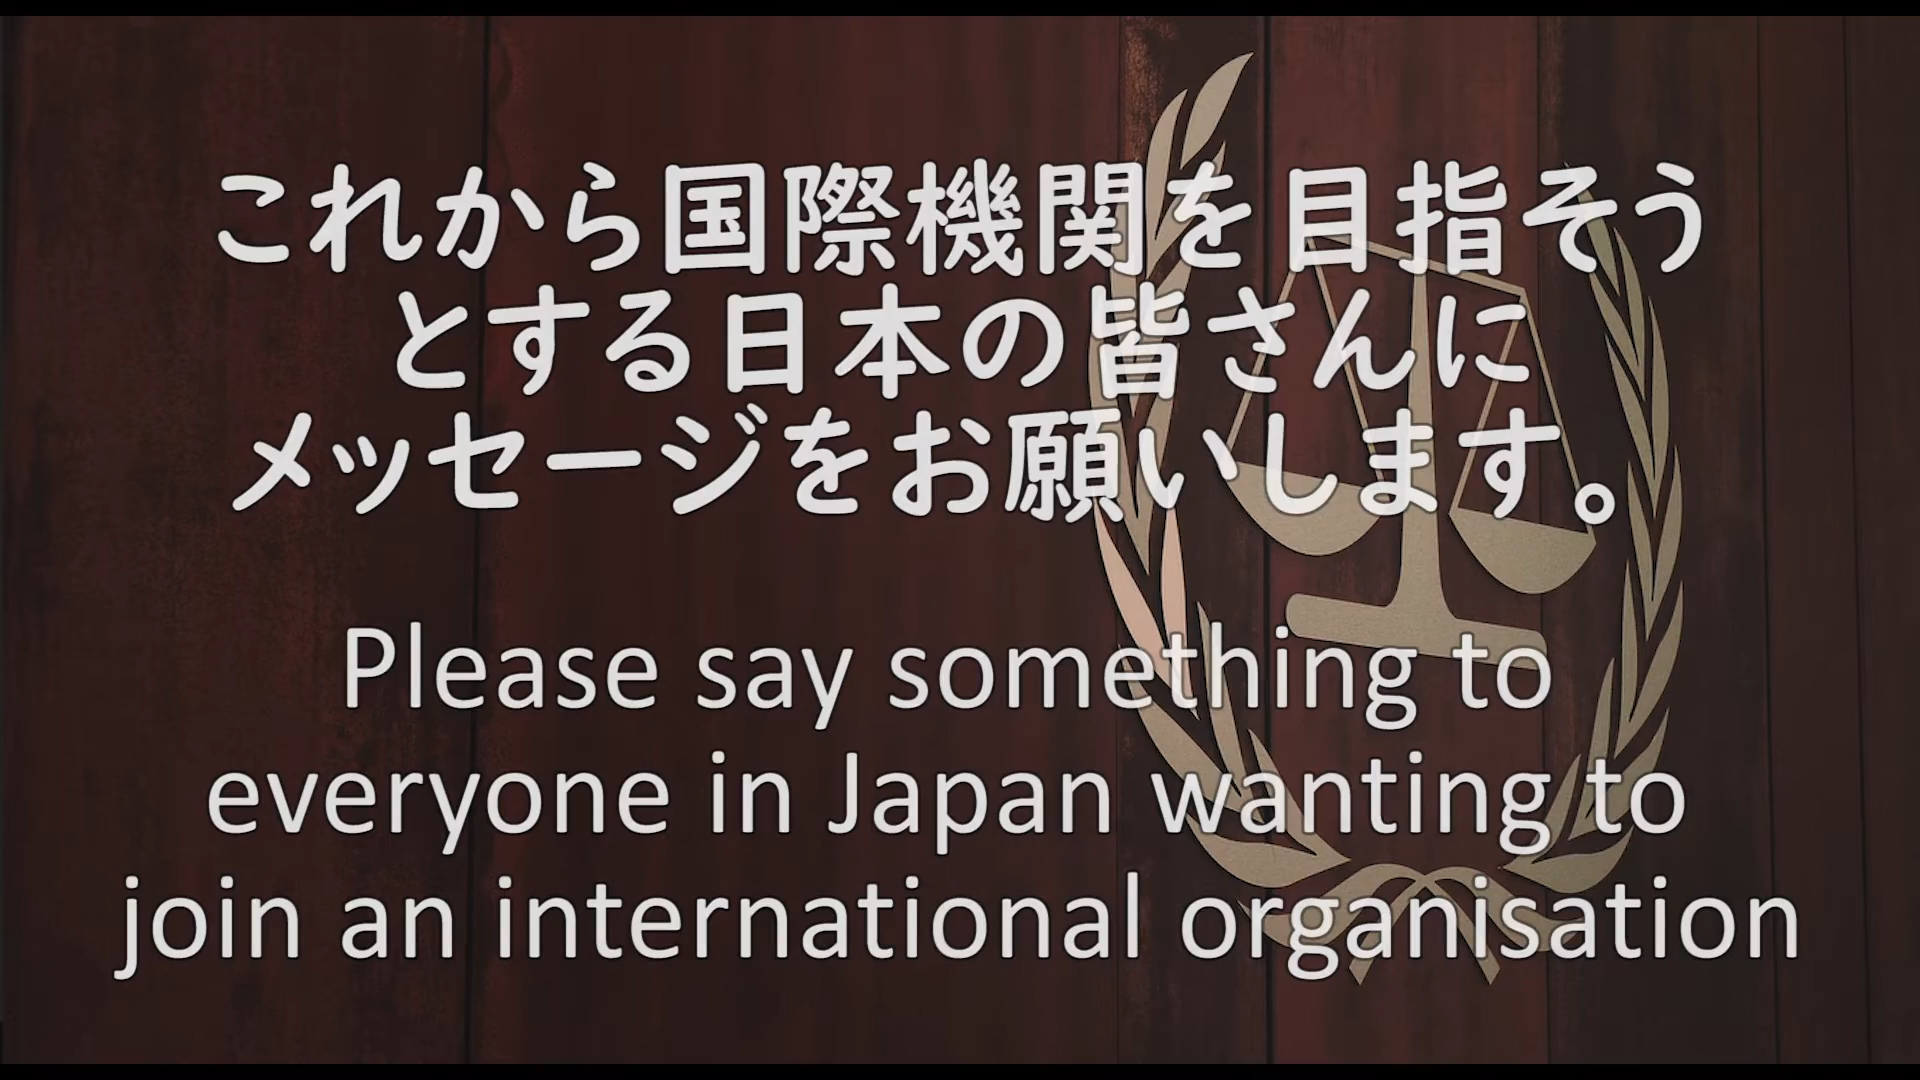 これから国際機関を目指そう
とする日本の皆さんに
メッセージをお願いします。
Please say something to
everyone in Japan wanting to
join an international organisation